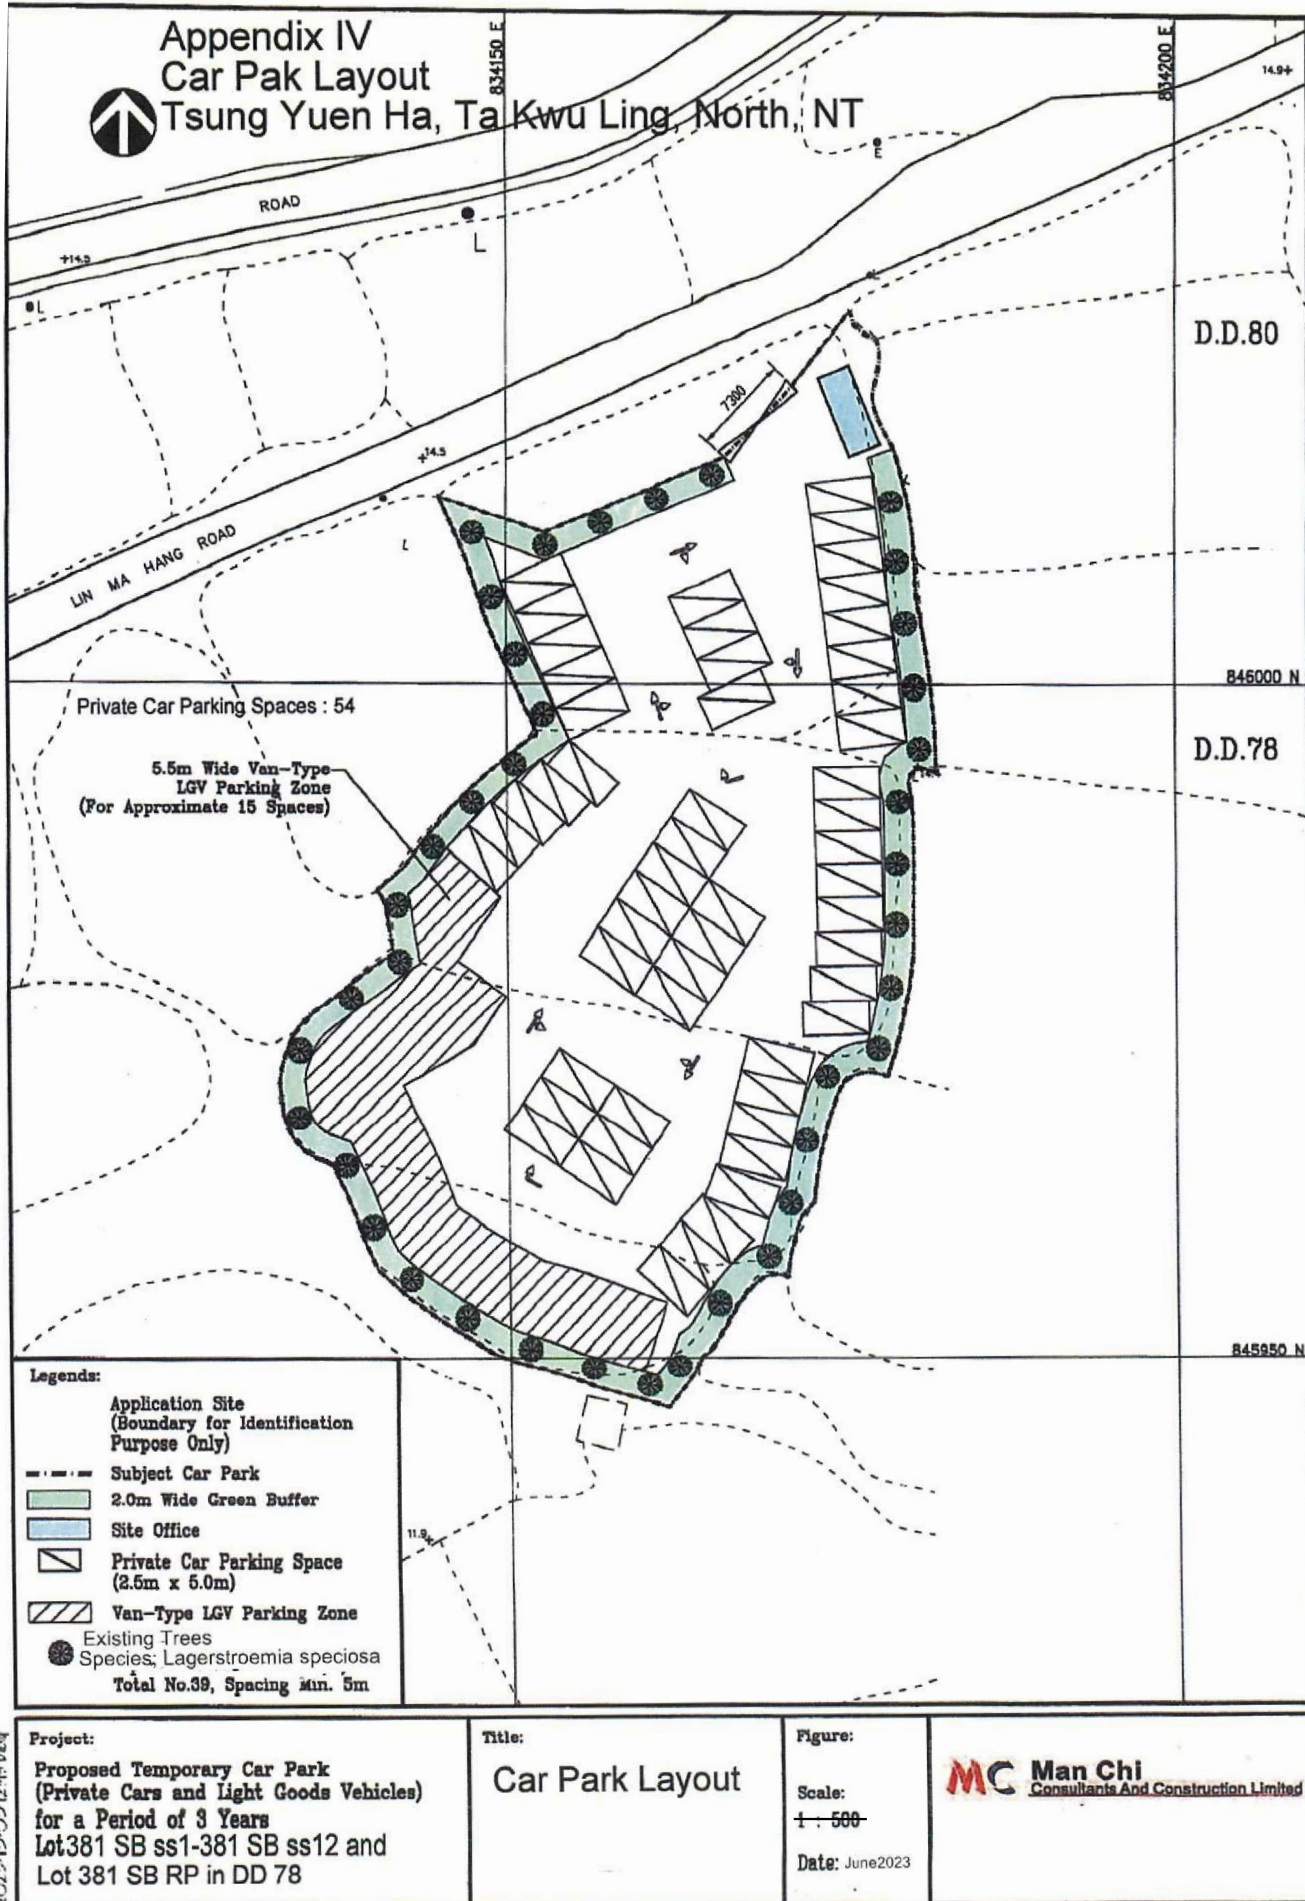 Appendix IV
Car Pak Layout
Tsung Yuen Ha, Ta Kwu Ling, North, NT
834150 E
834200 E
14.9+
E
ROAD
L
+14.5
L
D.D.80
7300
+14.5
LIN MA HANG ROAD
846000 N
Private Car Parking Spaces : 54
D.D.78
5.5m Wide Van-Type
LGV Parking Zone
(For Approximate 15 Spaces)
845950 N
Legends:
Application Site
(Boundary for Identification
Purpose Only)
Subject Car Park
2.0m Wide Green Buffer
Site Office
Private Car Parking Space
(2.5m x 5.0m)
Van-Type LGV Parking Zone
Existing Trees
Species; Lagerstroemia speciosa
Total No.39, Spacing Min. 5m
11.9+
Project:
Proposed Temporary Car Park
(Private Cars and Light Goods Vehicles)
for a Period of 3 Years
Lot381 SB ss1-381 SB ss12 and
Lot 381 SB RP in DD 78
Title:
Car Park Layout
Figure:
Scale:
1 : 500
Date: June2023
MC Man Chi
Consultants And Construction Limited